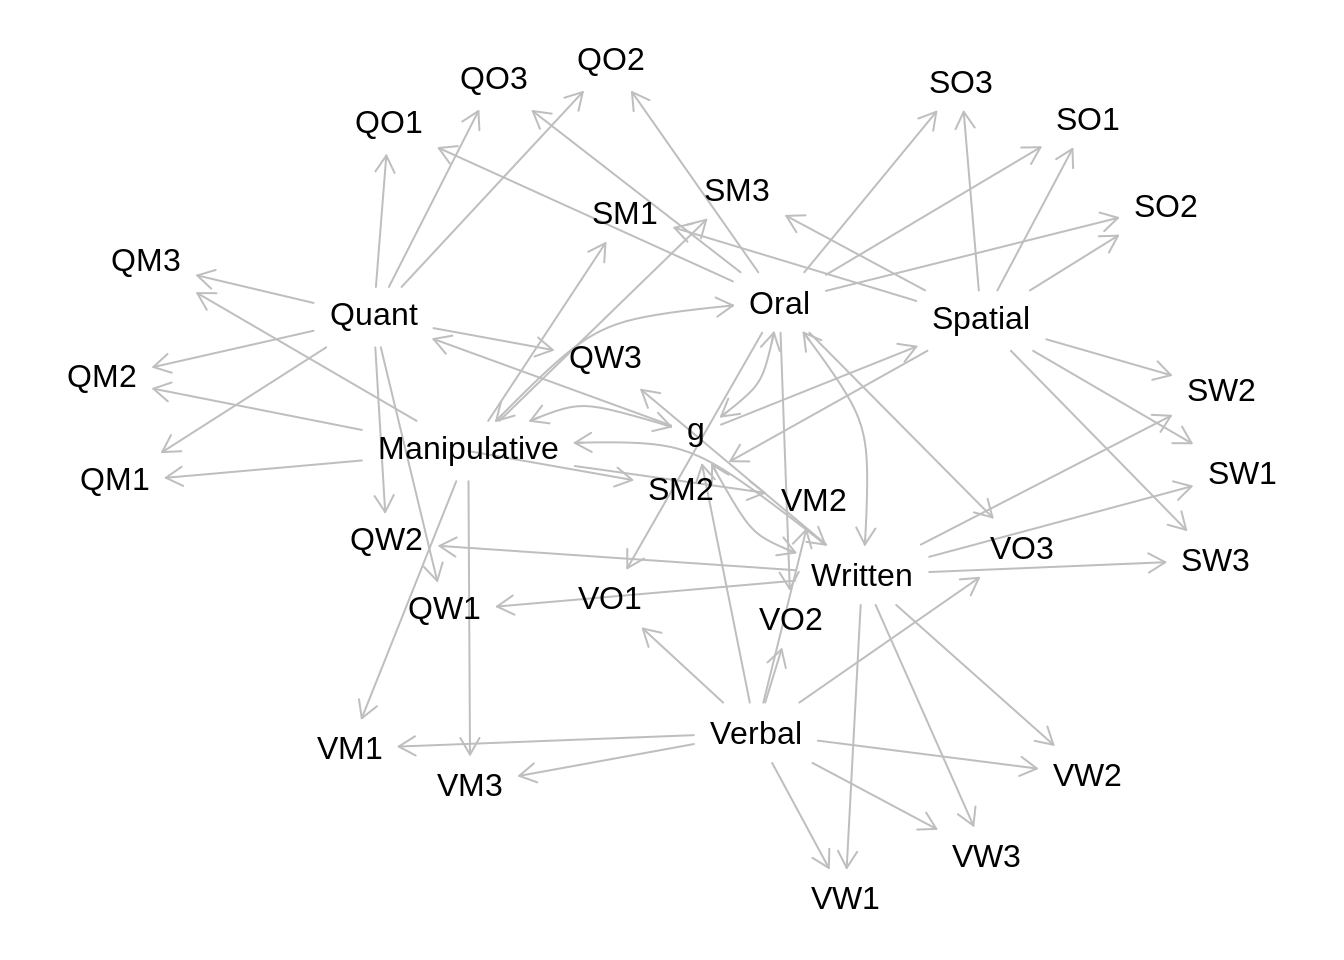 QO2
QO3
SO3
QO1
SO1
SM3
SO2
SM1
QM3
Oral
Quant
Spatial
QW3
QM2
SW2
g
Manipulative
SW1
QM1
SM2
VM2
QW2
VO3
SW3
Written
VO1
QW1
VO2
Verbal
VM1
VW2
VM3
VW3
VW1